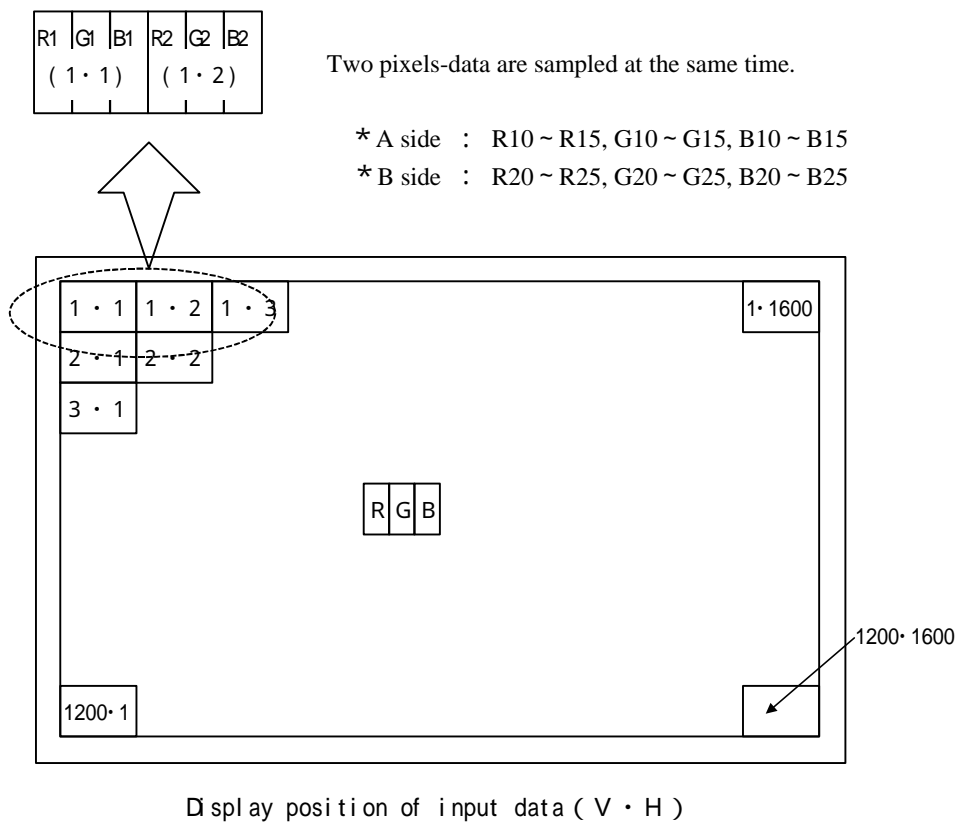 R1 G1 B1 R2 G2 B2
(1・1) (1・2)
Two pixels-data are sampled at the same time.
*A side : R10~R15, G10~G15, B10~B15
*B side : R20~R25, G20~G25, B20~B25
1・1 1・2 1・3 1・1600
2・1 2・2
3・1
R G B
1200・1600
1200・1
Display position of input data(V・H)